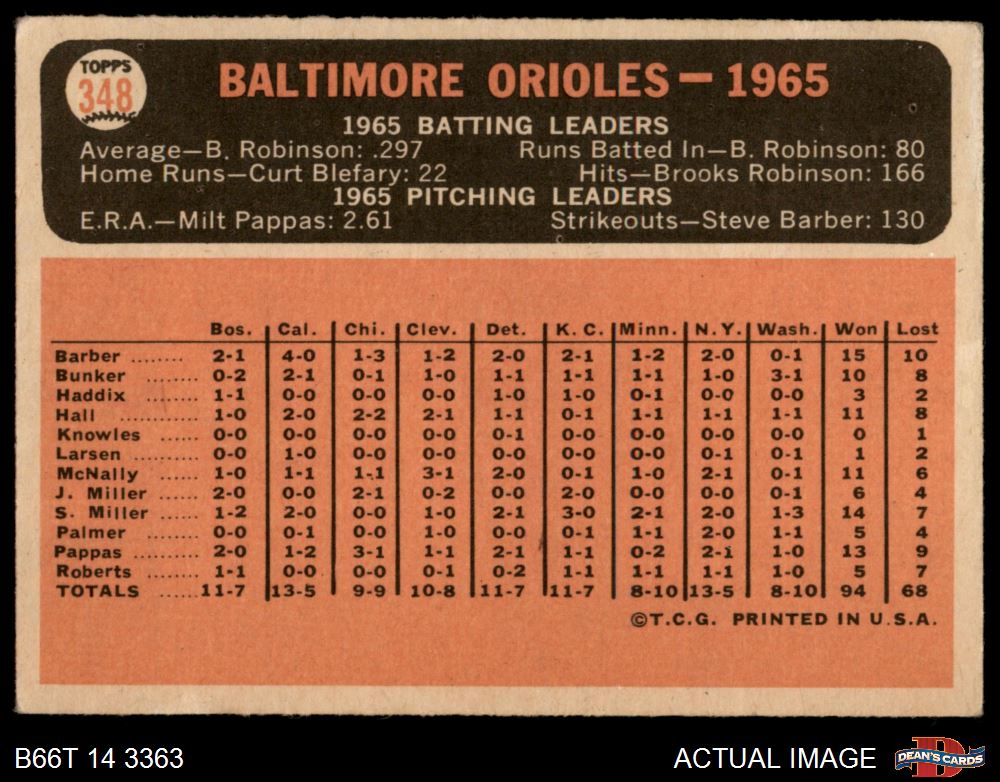 TOPPS
348
BALTIMORE ORIOLES — 1965
1965 BATTING LEADERS
Average—B. Robinson: .297 Runs Batted In—B. Robinson: 80
Home Runs—Curt Blefary: 22 Hits—Brooks Robinson: 166
1965 PITCHING LEADERS
E.R.A.—Milt Pappas: 2.61 Strikeouts—Steve Barber: 130
Bos. Cal. Chi. Clev. Det. K. C. Minn. N.Y. Wash. Won Lost
Barber ........ 2-1 4-0 1-3 1-2 2-0 2-1 1-2 2-0 0-1 15 10
Bunker ........ 0-2 2-1 0-1 1-0 1-1 1-1 1-1 1-0 3-1 10 8
Haddix ........ 1-1 0-0 0-0 0-0 1-0 1-0 0-1 0-0 0-0 3 2
Hall ............ 1-0 2-0 2-2 2-1 1-1 0-1 1-1 1-1 1-1 11 8
Knowles ...... 0-0 0-0 0-0 0-0 0-1 0-0 0-0 0-0 0-0 0 1
Larsen ........ 0-0 1-0 0-0 0-0 0-0 0-0 0-0 0-1 0-1 1 2
McNally ...... 1-0 1-1 1-1 3-1 2-0 0-1 1-0 2-1 0-1 11 6
J. Miller ...... 2-0 0-0 2-1 0-2 0-0 2-0 0-0 0-0 0-1 6 4
S. Miller ...... 1-2 2-0 0-0 1-0 2-1 3-0 2-1 2-0 1-3 14 7
Palmer ........ 0-0 0-1 0-0 1-0 0-0 0-1 1-1 2-0 1-1 5 4
Pappas ........ 2-0 1-2 3-1 1-1 2-1 1-1 0-2 2-1 1-0 13 9
Roberts ........ 1-1 0-0 0-0 0-1 0-2 1-1 1-1 1-1 1-0 5 7
TOTALS ......11-7 13-5 9-9 10-8 11-7 11-7 8-10 13-5 8-10 94 68
©T.C.G. PRINTED IN U.S.A.
B66T 14 3363 ACTUAL IMAGE
D
DEAN'S CARDS